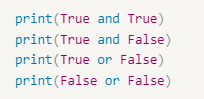 print(True and True)
print(True and False)
print(True or False)
print(False or False)